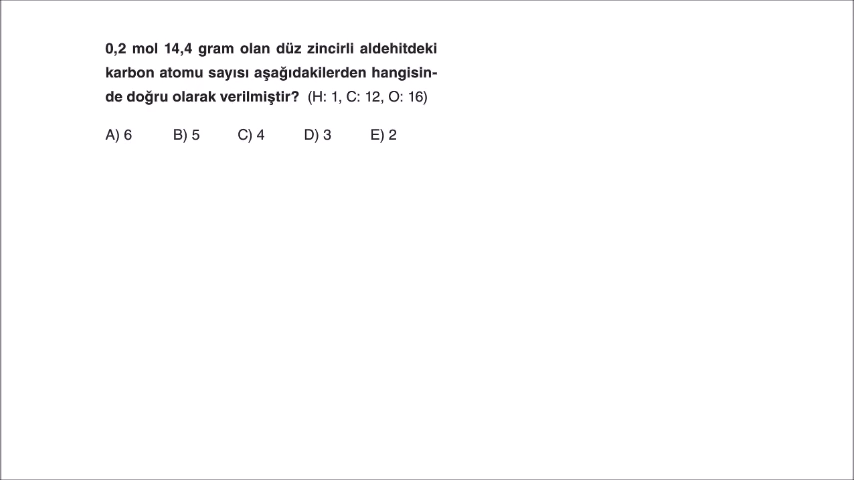 0,2 mol 14,4 gram olan düz zincirli aldehitdeki
karbon atomu sayısı aşağıdakilerden hangisin-
de doğru olarak verilmiştir? (H: 1, C: 12, O: 16)
A) 6 B) 5 C) 4 D) 3 E) 2